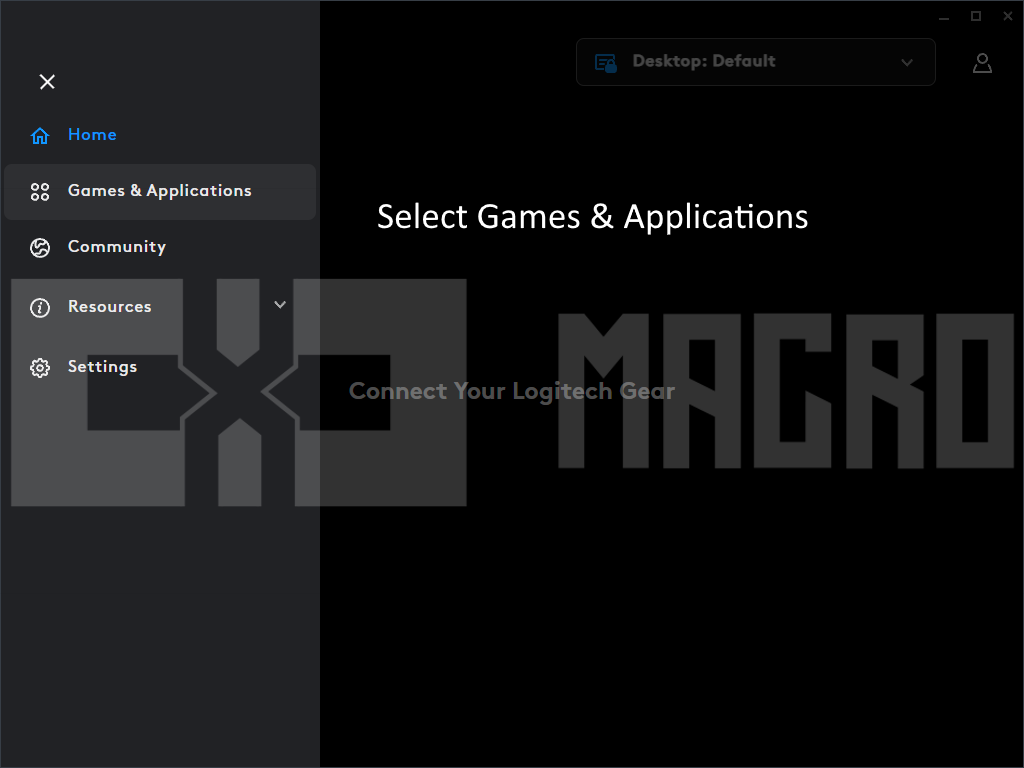 Desktop: Default
Home
Games & Applications
Select Games & Applications
Community
Resources
MACRO
Settings
Connect Your Logitech Gear